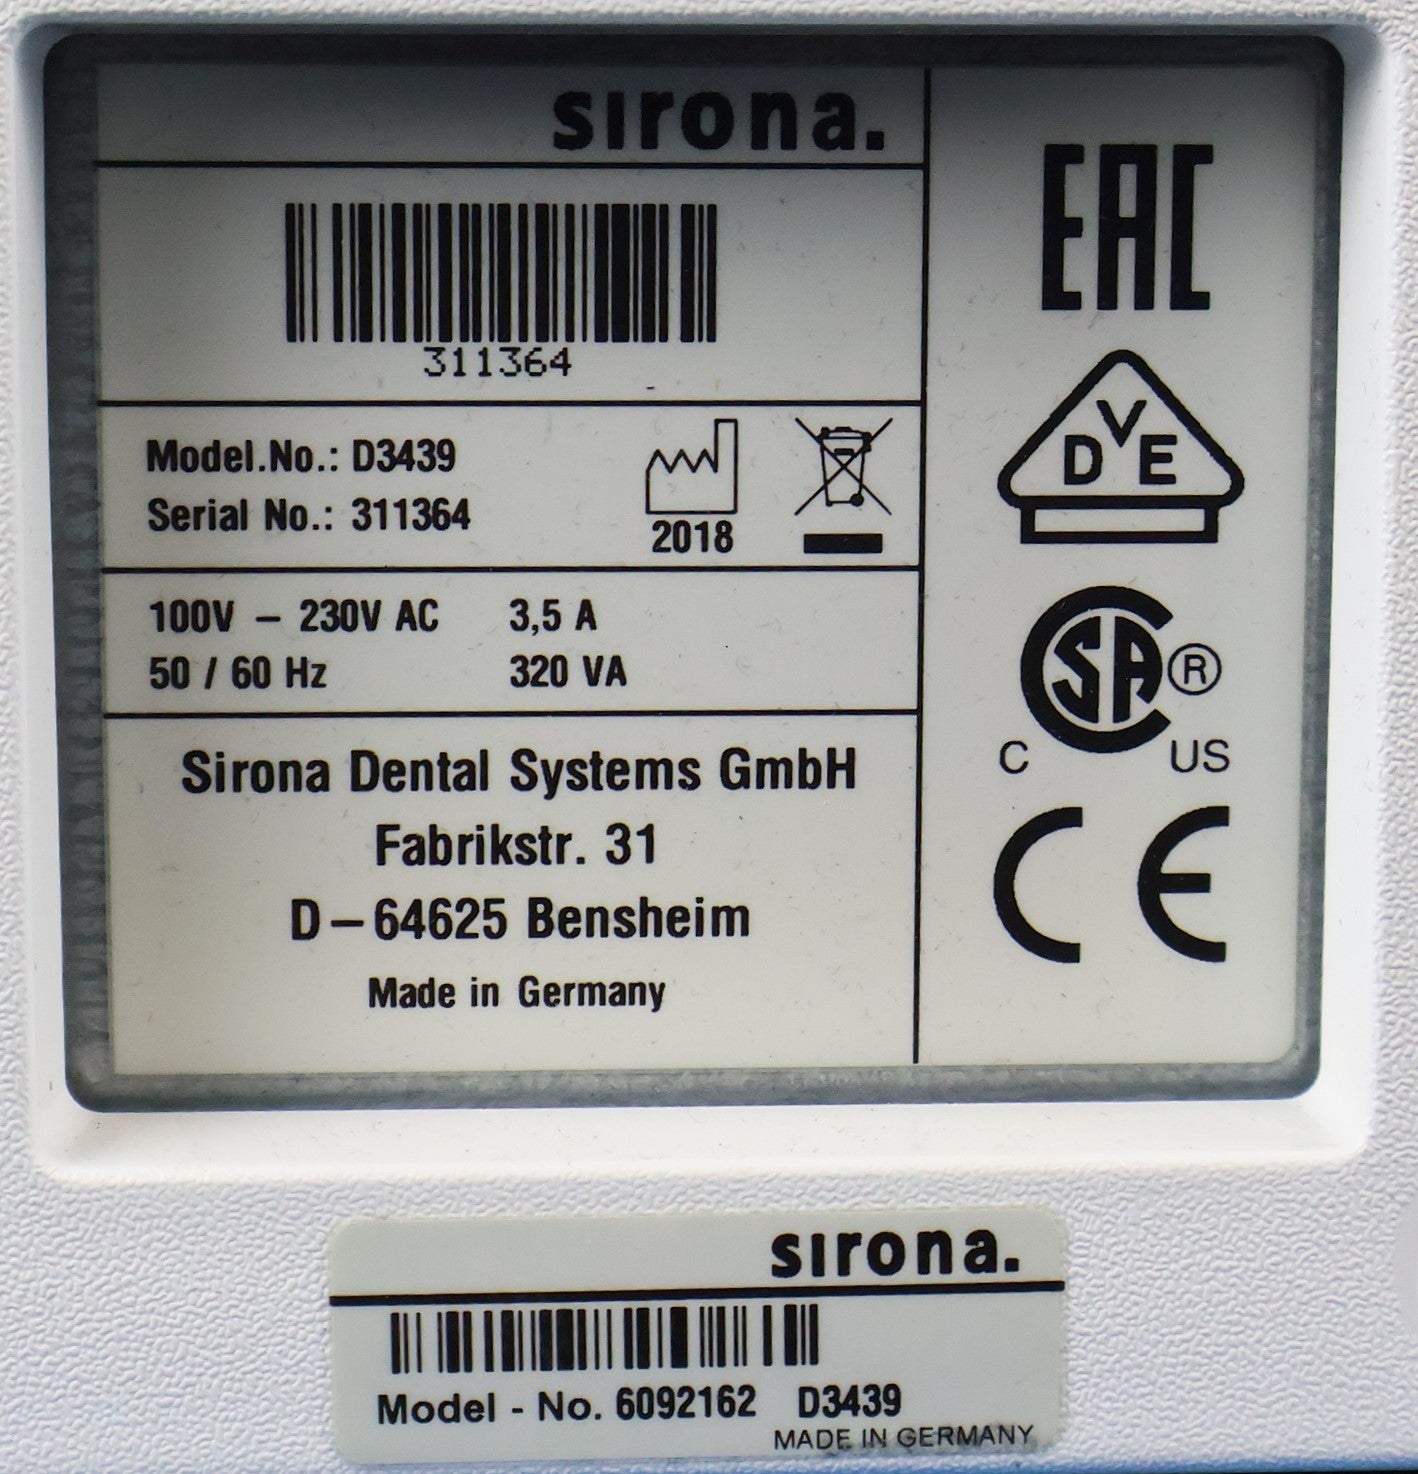 sirona.
311364
Model.No.: D3439
Serial No.: 311364
2018
100V – 230V AC 3,5 A
50 / 60 Hz 320 VA
Sirona Dental Systems GmbH
Fabrikstr. 31
D–64625 Bensheim
Made in Germany
EAC
DVE
CSA®
C US
CE
sirona.
Model - No. 6092162 D3439
MADE IN GERMANY